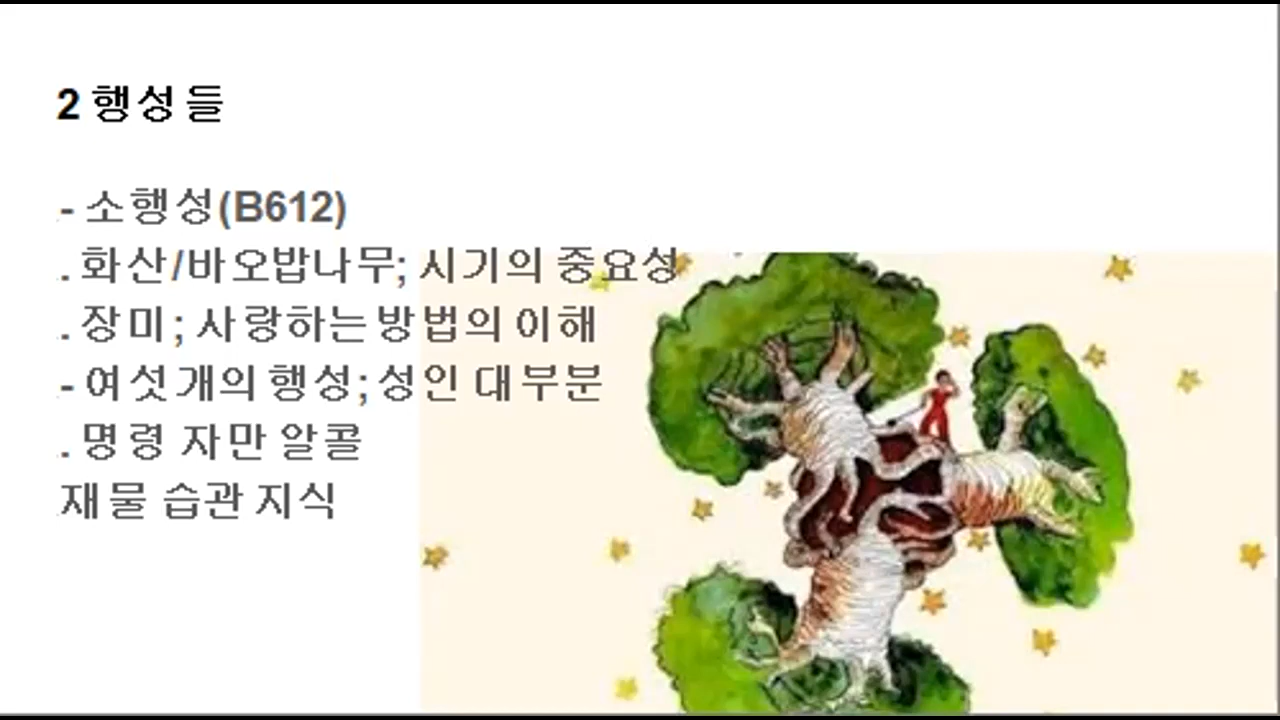 2 행성들
- 소행성(B612)
. 화산/바오밥나무; 시기의 중요성
. 장미; 사랑하는 방법의 이해
- 여섯개의 행성; 성인 대부분
. 명령 자만 알콜
재물 습관 지식